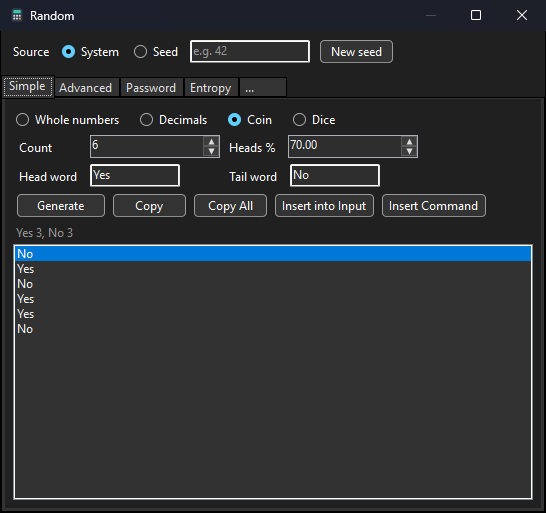 Random
Source System Seed e.g. 42 New seed
Simple Advanced Password Entropy ...
Whole numbers Decimals Coin Dice
Count 6 Heads % 70.00
Head word Yes Tail word No
Generate Copy Copy All Insert into Input Insert Command
Yes 3, No 3
No
Yes
No
Yes
Yes
No